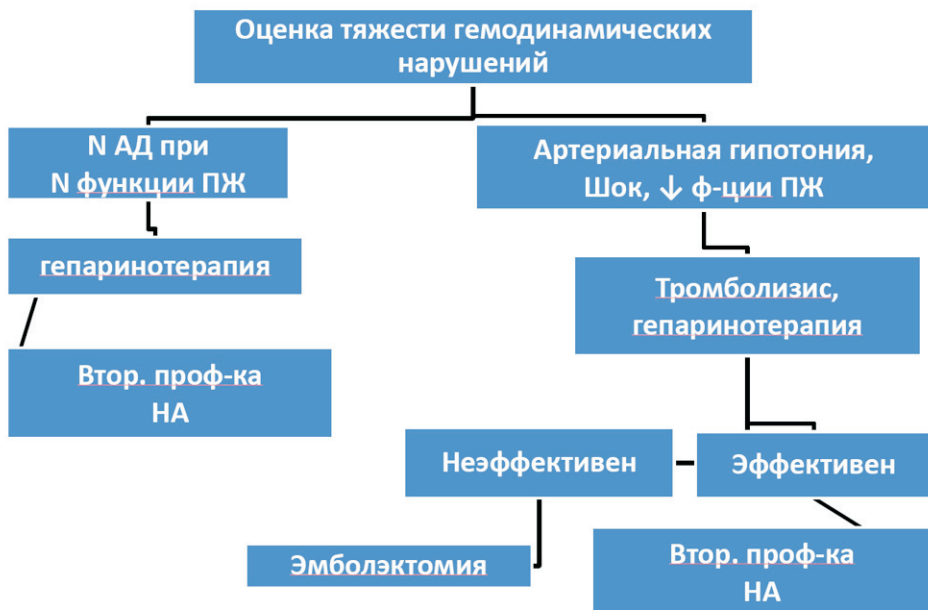 Оценка тяжести гемодинамических
нарушений
N АД при
N функции ПЖ
Артериальная гипотония,
Шок, ↓ ф-ции ПЖ
гепаринотерапия
Тромболизис,
гепаринотерапия
Втор. проф-ка
НА
Неэффективен
Эффективен
Эмболэктомия
Втор. проф-ка
НА